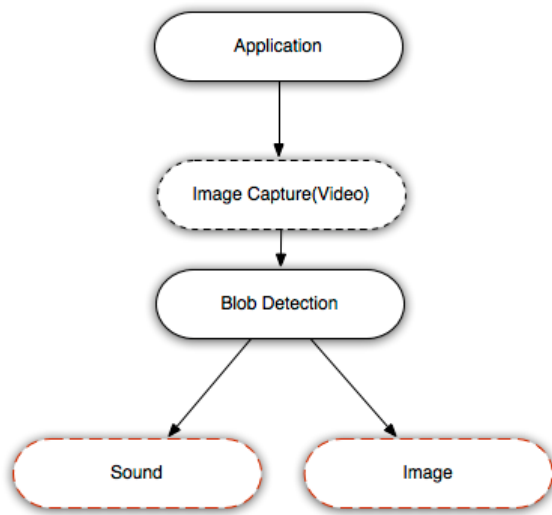 Application
Image Capture(Video)
Blob Detection
Sound
Image